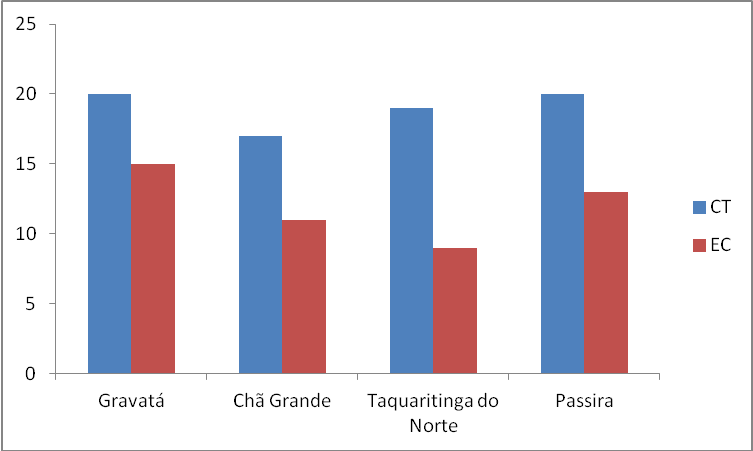 25
20
15
10
5
0
Gravatá
Chã Grande
Taquaritinga do
Norte
Passira
CT
EC